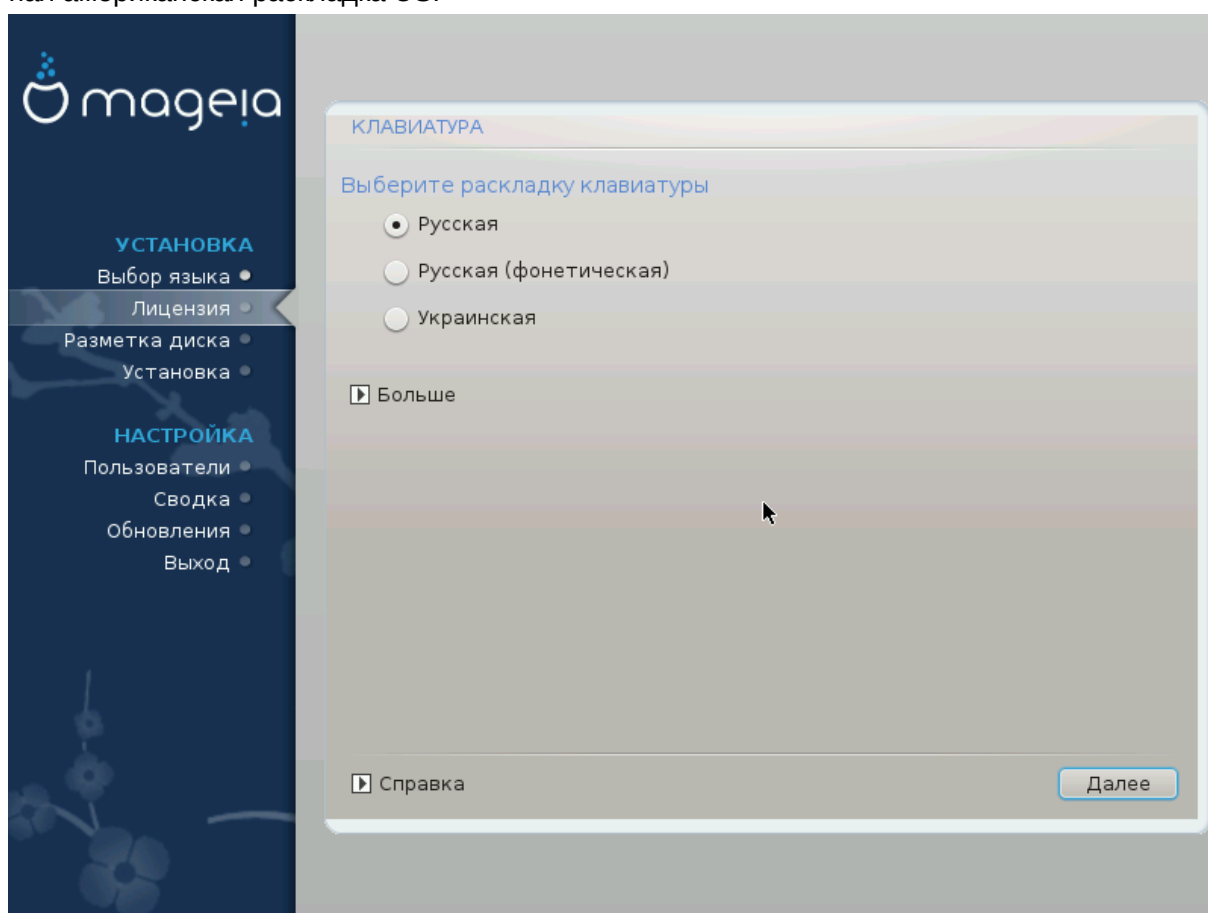 mageia
КЛАВИАТУРА
Выберите раскладку клавиатуры
Русская
Русская (фонетическая)
Украинская
Больше
УСТАНОВКА
Выбор языка
Лицензия
Разметка диска
Установка
НАСТРОЙКА
Пользователи
Сводка
Обновления
Выход
Справка
Далее